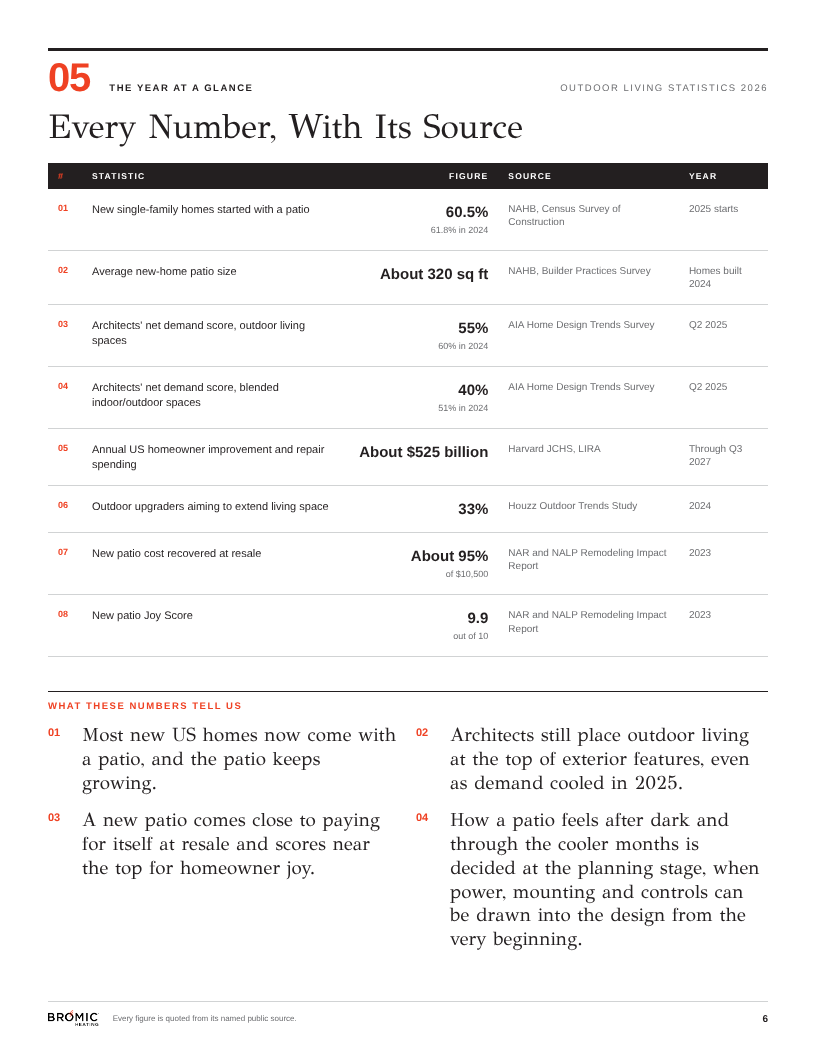 05 THE YEAR AT A GLANCE OUTDOOR LIVING STATISTICS 2026
Every Number, With Its Source
# STATISTIC FIGURE SOURCE YEAR
01 New single-family homes started with a patio 60.5% NAHB, Census Survey of 2025 starts
61.8% in 2024 Construction
02 Average new-home patio size About 320 sq ft NAHB, Builder Practices Survey Homes built
2024
03 Architects' net demand score, outdoor living 55% AIA Home Design Trends Survey Q2 2025
spaces 60% in 2024
04 Architects' net demand score, blended 40% AIA Home Design Trends Survey Q2 2025
indoor/outdoor spaces 51% in 2024
05 Annual US homeowner improvement and repair About $525 billion Harvard JCHS, LIRA Through Q3
spending 2027
06 Outdoor upgraders aiming to extend living space 33% Houzz Outdoor Trends Study 2024
07 New patio cost recovered at resale About 95% NAR and NALP Remodeling Impact 2023
of $10,500 Report
08 New patio Joy Score 9.9 NAR and NALP Remodeling Impact 2023
out of 10 Report
WHAT THESE NUMBERS TELL US
01 Most new US homes now come with
a patio, and the patio keeps
growing.
02 Architects still place outdoor living
at the top of exterior features, even
as demand cooled in 2025.
03 A new patio comes close to paying
for itself at resale and scores near
the top for homeowner joy.
04 How a patio feels after dark and
through the cooler months is
decided at the planning stage, when
power, mounting and controls can
be drawn into the design from the
very beginning.
BROMIC HEATING Every figure is quoted from its named public source. 6